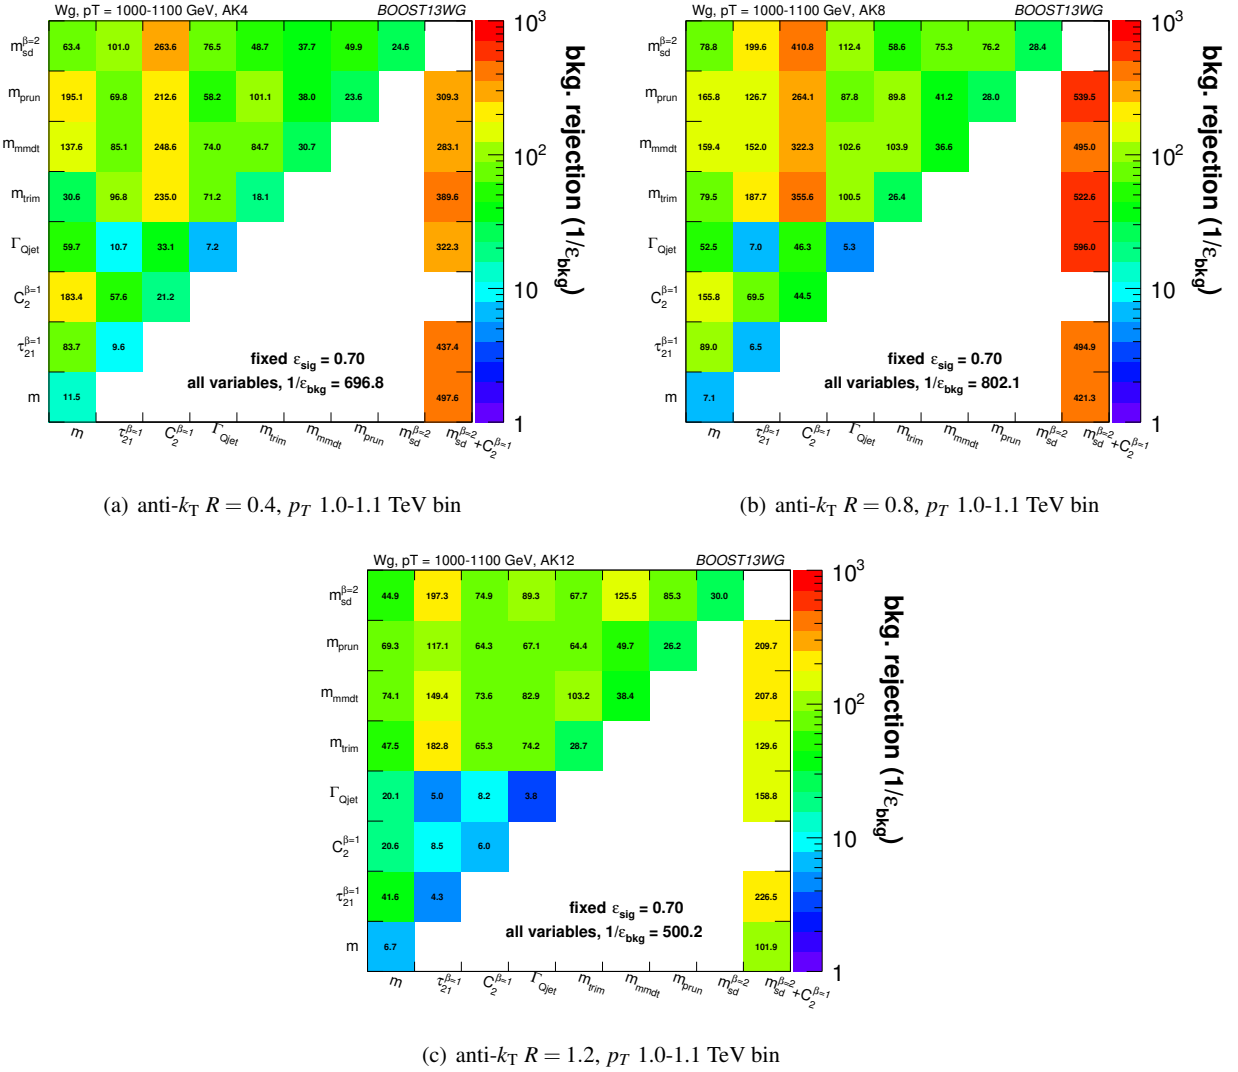 Wg, pT = 1000-1100 GeV, AK4 BOOST13WG
m_sd^β=2 63.4 101.0 263.6 76.5 48.7 37.7 49.9 24.6
m_prun 195.1 69.8 212.6 58.2 101.1 38.0 23.6 309.3
m_mmdt 137.6 85.1 248.6 74.0 84.7 30.7 283.1
m_trim 30.6 96.8 235.0 71.2 18.1 389.6
Γ_Qjet 59.7 10.7 33.1 7.2 322.3
C_2^β=1 183.4 57.6 21.2
τ_21^β=1 83.7 9.6 437.4
m 11.5 497.6
fixed ε_sig = 0.70
all variables, 1/ε_bkg = 696.8
m τ_21^β=1 C_2^β=1 Γ_Qjet m_trim m_mmdt m_prun m_sd^β=2 m_sd^β=2+C_2^β=1
10^3
10^2
10
1
bkg. rejection (1/ε_bkg)
(a) anti-k_T R = 0.4, p_T 1.0-1.1 TeV bin
Wg, pT = 1000-1100 GeV, AK8 BOOST13WG
m_sd^β=2 78.8 199.6 410.8 112.4 58.6 75.3 76.2 28.4
m_prun 165.8 126.7 264.1 87.8 89.8 41.2 28.0 539.5
m_mmdt 159.4 152.0 322.3 102.6 103.9 36.6 495.0
m_trim 79.5 187.7 355.6 100.5 26.4 522.6
Γ_Qjet 52.5 7.0 46.3 5.3 596.0
C_2^β=1 155.8 69.5 44.5
τ_21^β=1 89.0 6.5 494.9
m 7.1 421.3
fixed ε_sig = 0.70
all variables, 1/ε_bkg = 802.1
m τ_21^β=1 C_2^β=1 Γ_Qjet m_trim m_mmdt m_prun m_sd^β=2 m_sd^β=2+C_2^β=1
10^3
10^2
10
1
bkg. rejection (1/ε_bkg)
(b) anti-k_T R = 0.8, p_T 1.0-1.1 TeV bin
Wg, pT = 1000-1100 GeV, AK12 BOOST13WG
m_sd^β=2 44.9 197.3 74.9 89.3 67.7 125.5 85.3 30.0
m_prun 69.3 117.1 64.3 67.1 64.4 49.7 26.2 209.7
m_mmdt 74.1 149.4 73.6 82.9 103.2 38.4 207.8
m_trim 47.5 182.8 65.3 74.2 28.7 129.6
Γ_Qjet 20.1 5.0 8.2 3.8 158.8
C_2^β=1 20.6 8.5 6.0
τ_21^β=1 41.6 4.3 226.5
m 6.7 101.9
fixed ε_sig = 0.70
all variables, 1/ε_bkg = 500.2
m τ_21^β=1 C_2^β=1 Γ_Qjet m_trim m_mmdt m_prun m_sd^β=2 m_sd^β=2+C_2^β=1
10^3
10^2
10
1
bkg. rejection (1/ε_bkg)
(c) anti-k_T R = 1.2, p_T 1.0-1.1 TeV bin